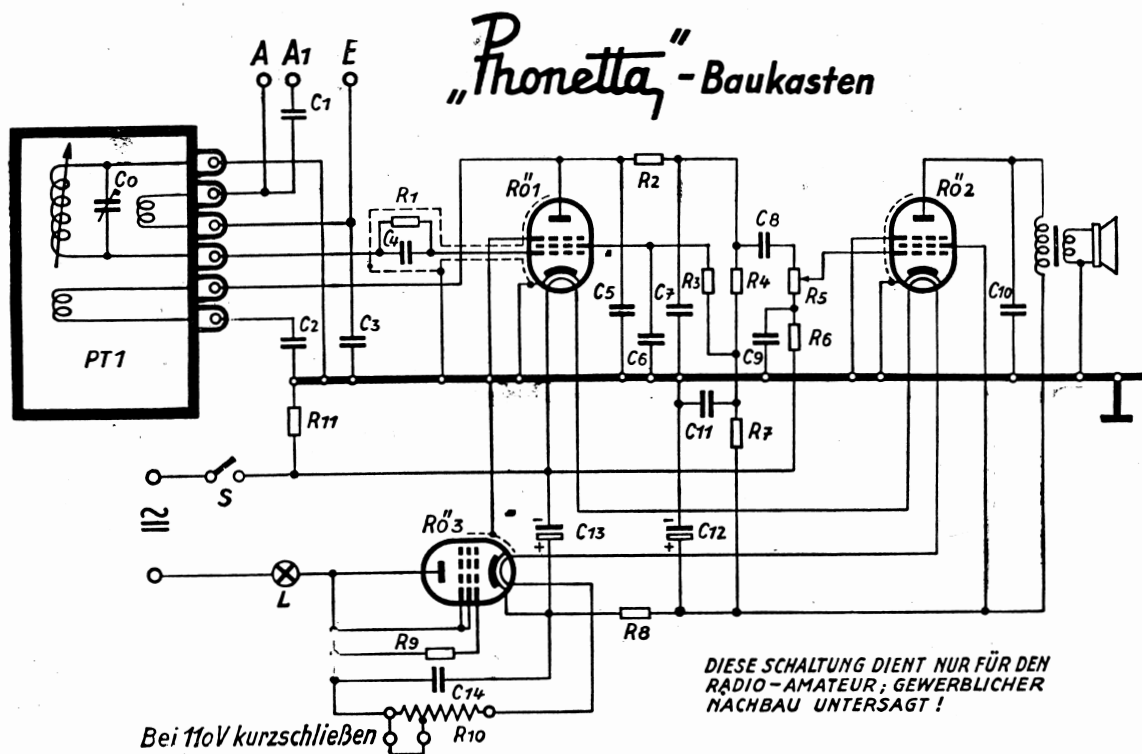 „Phonetta“-Baukasten
A A1 E
C1
C0
R1
C4
RÖ1
R2
RÖ2
C8
R3
R4
R5
C2
C3
C5
C7
C10
C6
C9
R6
PT1
R11
C11
R7
S
RÖ3
-
C13
+
-
C12
+
L
R8
R9
C14
R10
Bei 110V kurzschließen
DIESE SCHALTUNG DIENT NUR FÜR DEN
RADIO-AMATEUR; GEWERBLICHER
NACHBAU UNTERSAGT!